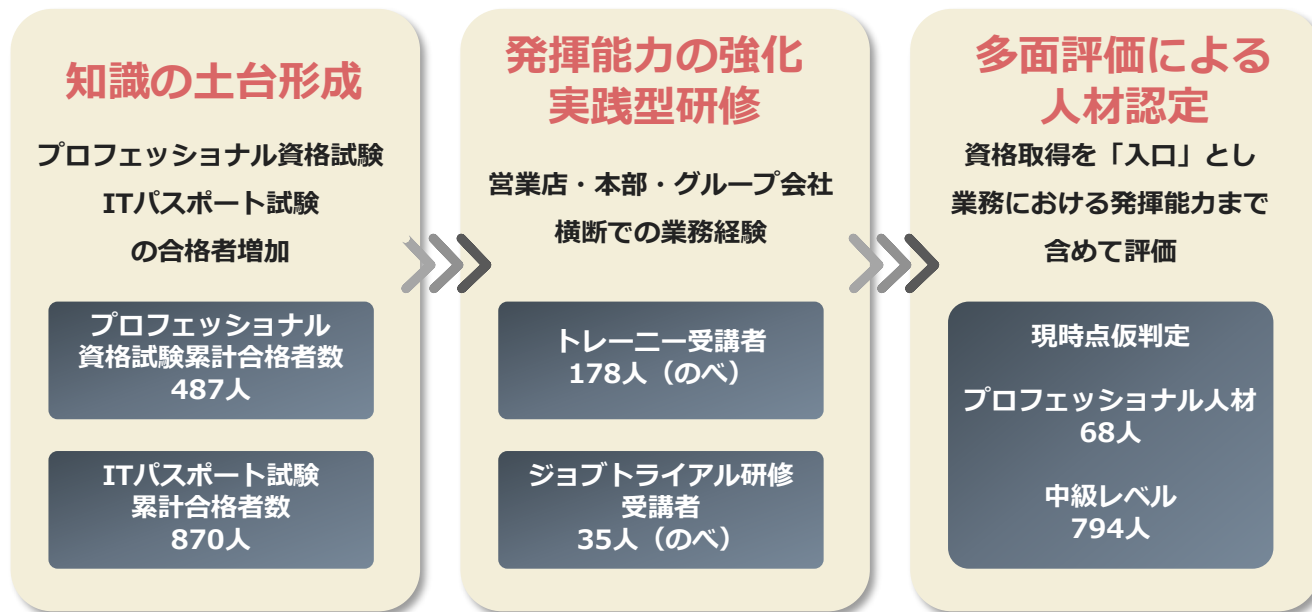 知識の土台形成
プロフェッショナル資格試験
ITパスポート試験
の合格者増加
プロフェッショナル
資格試験累計合格者数
487人
ITパスポート試験
累計合格者数
870人
発揮能力の強化
実践型研修
営業店・本部・グループ会社
横断での業務経験
トレーニー受講者
178人（のべ）
ジョブトライアル研修
受講者
35人（のべ）
多面評価による
人材認定
資格取得を「入口」とし
業務における発揮能力まで
含めて評価
現時点仮判定
プロフェッショナル人材
68人
中級レベル
794人